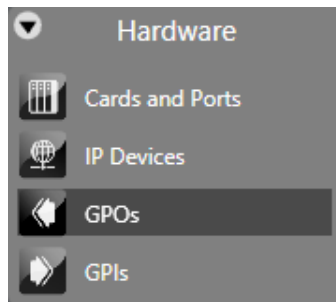 Hardware
Cards and Ports
IP Devices
GPOs
GPIs